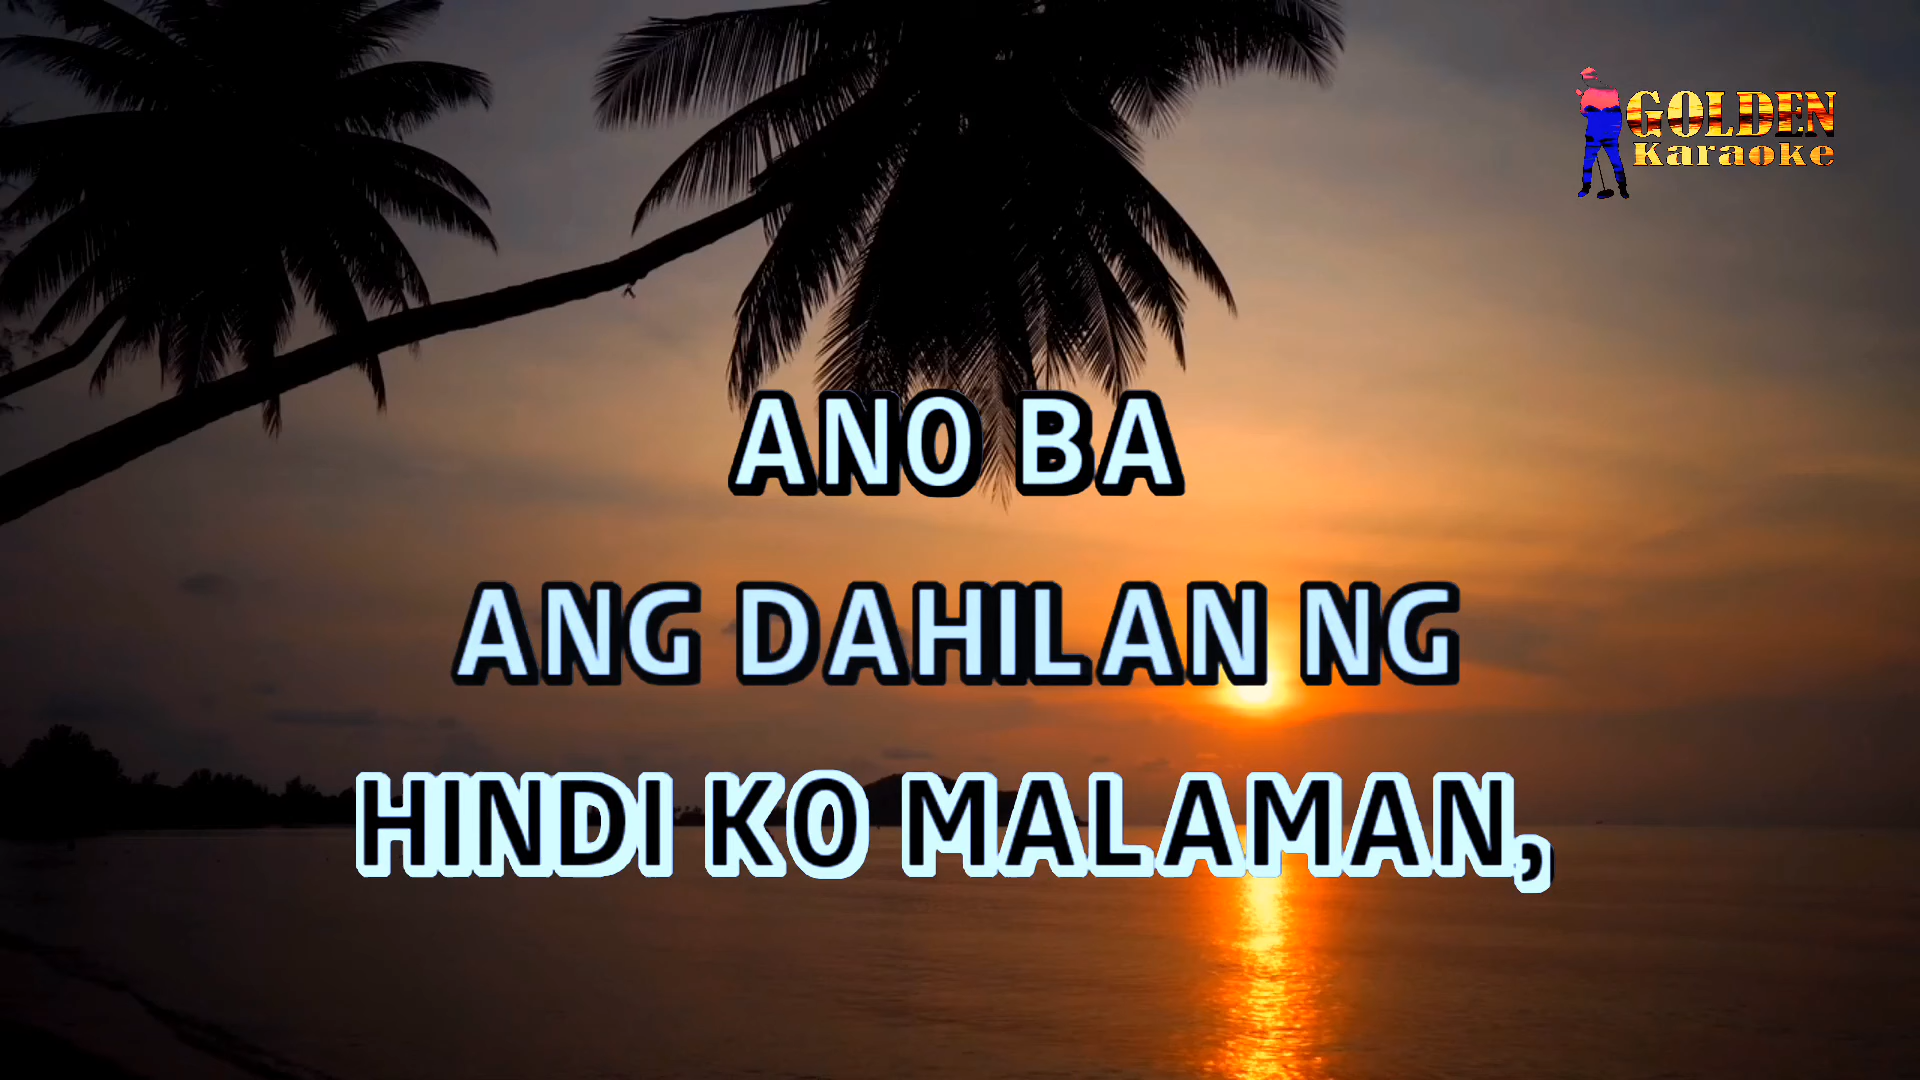 GOLDEN
Karaoke
ANO BA
ANG DAHILAN NG
HINDI KO MALAMAN,